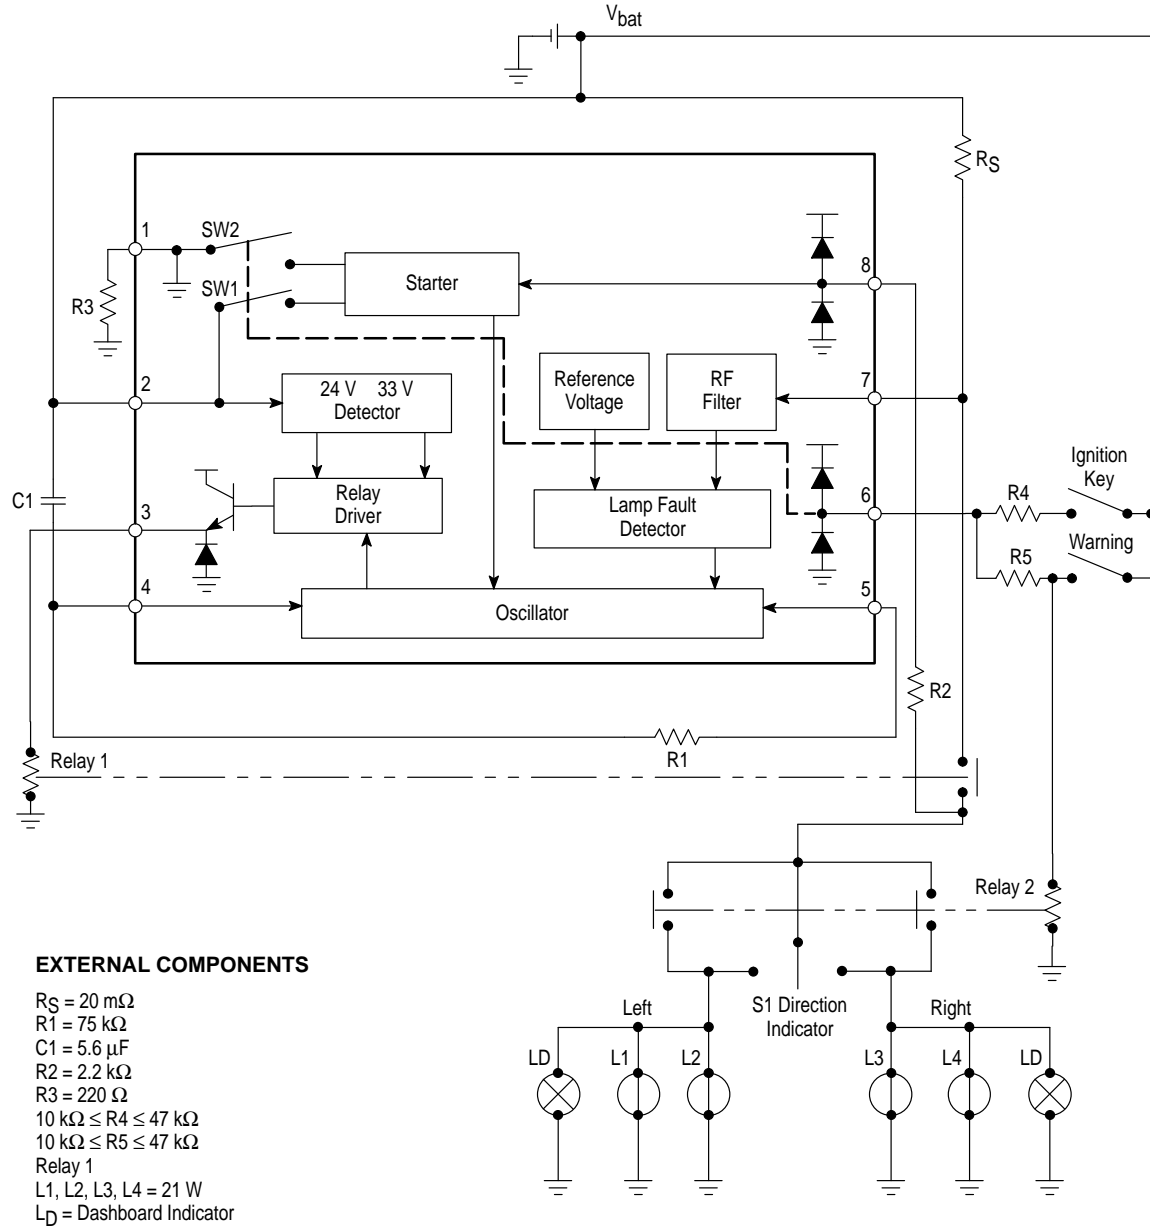 Vbat
RS
1
SW2
Starter
8
SW1
R3
2
24 V 33 V
Detector
Reference
Voltage
RF
Filter
7
C1
3
Relay
Driver
Lamp Fault
Detector
6
R4
Ignition
Key
R5
Warning
4
Oscillator
5
R2
Relay 1
R1
Relay 2
EXTERNAL COMPONENTS
RS = 20 mΩ
R1 = 75 kΩ
C1 = 5.6 µF
R2 = 2.2 kΩ
R3 = 220 Ω
10 kΩ ≤ R4 ≤ 47 kΩ
10 kΩ ≤ R5 ≤ 47 kΩ
Relay 1
L1, L2, L3, L4 = 21 W
LD = Dashboard Indicator
S1 Direction
Indicator
Left
Right
LD
L1
L2
L3
L4
LD